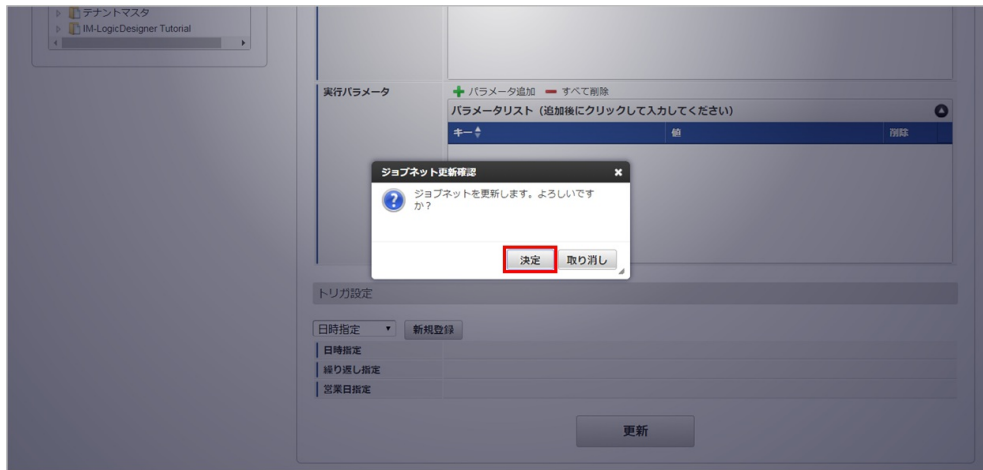 テナントマスタ
IM-LogicDesigner Tutorial
実行パラメータ
パラメータ追加 すべて削除
パラメータリスト（追加後にクリックして入力してください）
キー 値 削除
ジョブネット更新確認
ジョブネットを更新します。よろしいです
か？
決定 取り消し
トリガ設定
日時指定 新規登録
日時指定
繰り返し指定
営業日指定
更新